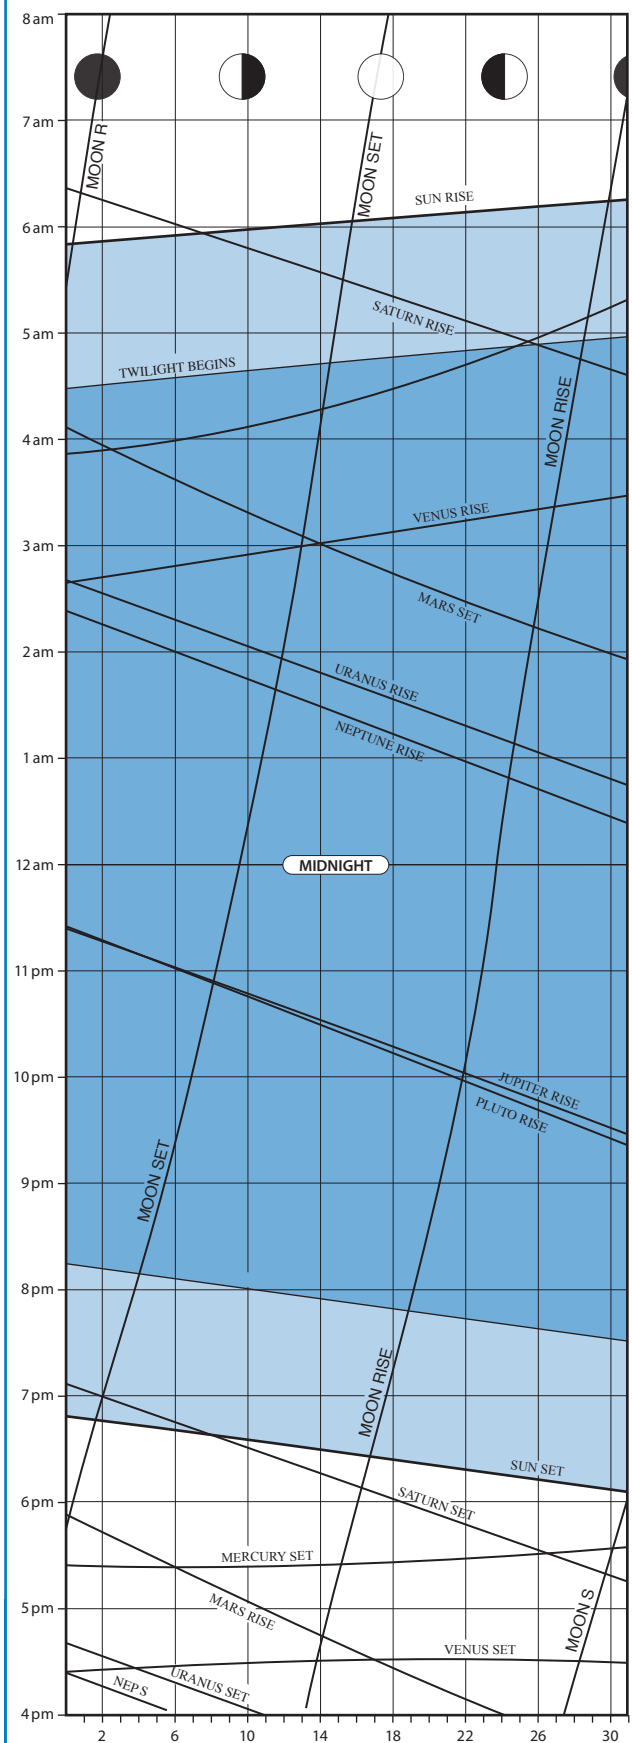 8 am
7 am
MOON R
MOON SET
SUN RISE
6 am
SATURN RISE
5 am
TWILIGHT BEGINS
MOON RISE
4 am
VENUS RISE
3 am
MARS SET
2 am
URANUS RISE
NEPTUNE RISE
1 am
12 am
MIDNIGHT
11 pm
10 pm
JUPITER RISE
PLUTO RISE
MOON SET
9 pm
8 pm
MOON RISE
7 pm
SUN SET
SATURN SET
6 pm
MERCURY SET
MARS RISE
MOON S
5 pm
VENUS SET
URANUS SET
NEP S
4 pm
2 6 10 14 18 22 26 30